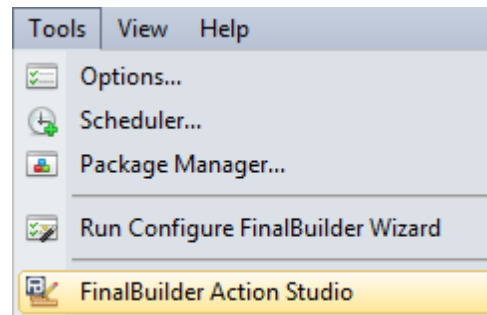 Tools View Help
Options...
Scheduler...
Package Manager...
Run Configure FinalBuilder Wizard
FinalBuilder Action Studio